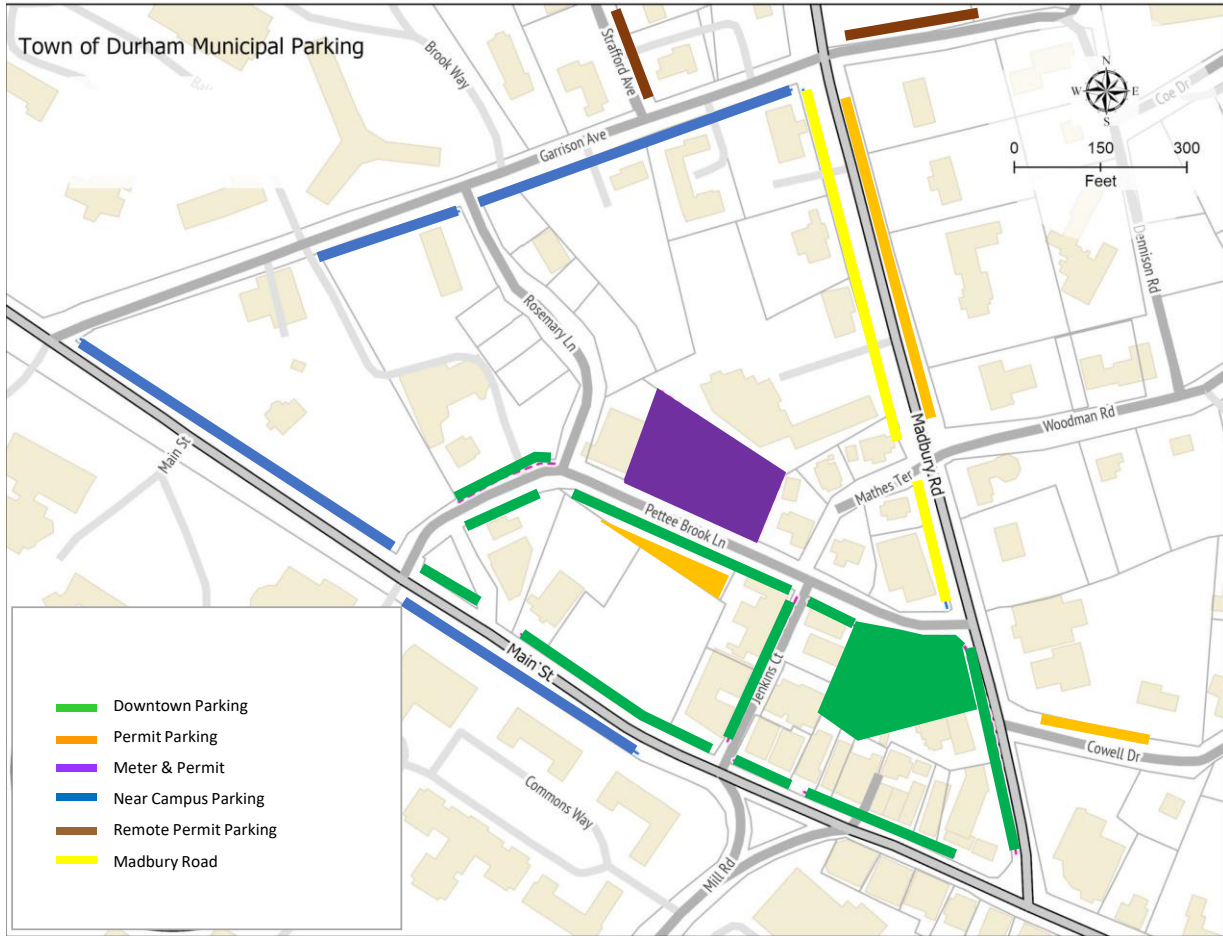 Town of Durham Municipal Parking
Brook Way
Strafford Ave
Garrison Ave
N
W
E
S
Coe Dr
0 150 300
Feet
Dennison Rd
Rosemary Ln
Main St
Madbury Rd
Woodman Rd
Mathes Ter
Pettee Brook Ln
Main St
Jenkins Ct
Cowell Dr
Commons Way
Mill Rd
Downtown Parking
Permit Parking
Meter & Permit
Near Campus Parking
Remote Permit Parking
Madbury Road